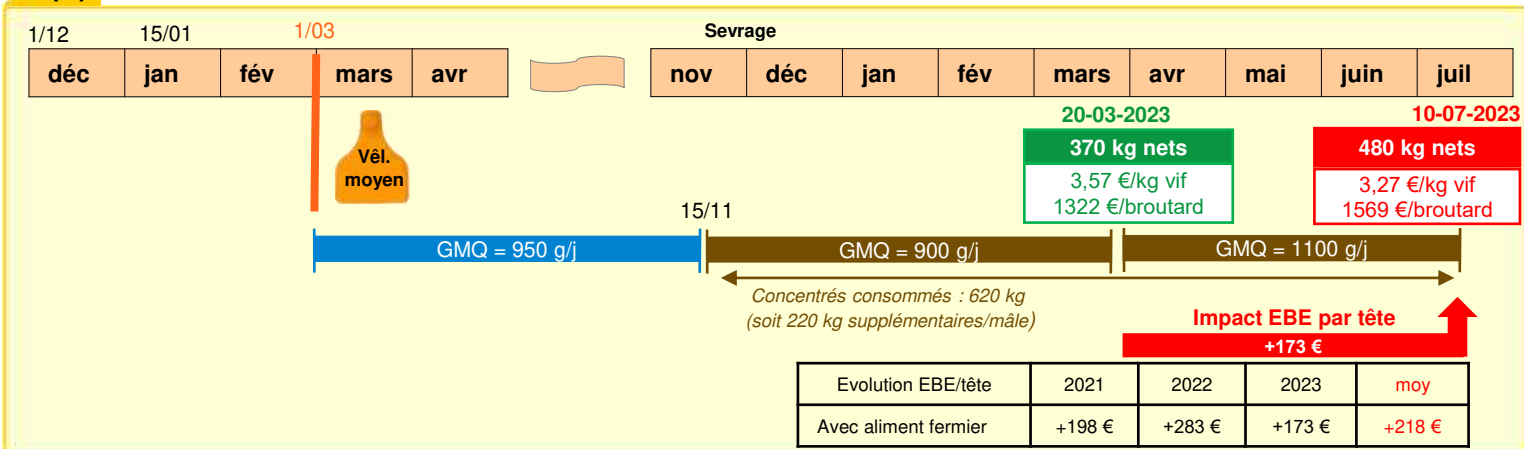 1/12 15/01 1/03 Sevrage
déc jan fév mars avr nov déc jan fév mars avr mai juin juil
20-03-2023 10-07-2023
370 kg nets 480 kg nets
3,57 €/kg vif 3,27 €/kg vif
1322 €/broutard 1569 €/broutard
Vêl.
moyen
15/11
GMQ = 950 g/j GMQ = 900 g/j GMQ = 1100 g/j
Concentrés consommés : 620 kg
(soit 220 kg supplémentaires/mâle)
Impact EBE par tête
+173 €
Evolution EBE/tête 2021 2022 2023 moy
Avec aliment fermier +198 € +283 € +173 € +218 €